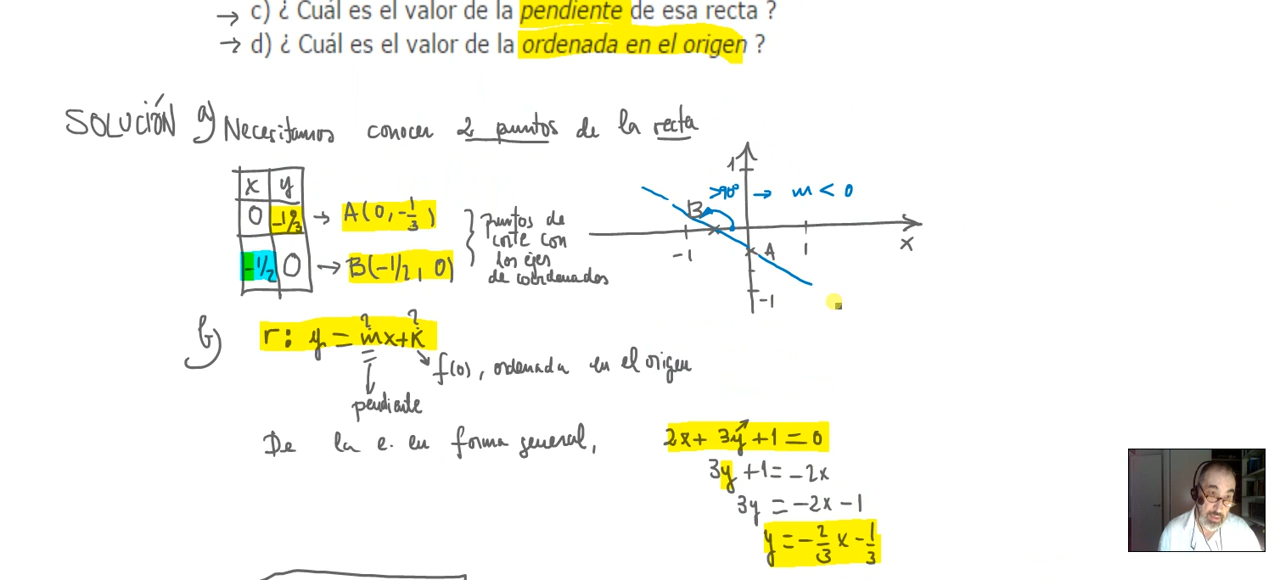 → c) ¿ Cuál es el valor de la pendiente de esa recta ?
→ d) ¿ Cuál es el valor de la ordenada en el origen ?
SOLUCIÓN a) Necesitamos conocer 2 puntos de la recta
x y
0 -1/3 → A(0, -1/3)
-1/2 0 → B(-1/2, 0)
puntos de
corte con
los ejes
de coordenadas
1
B >90° → m < 0
-1 1 x
A
-1
b) r: y = mx + k
? ?
f(0), ordenada en el origen
pendiente
De la e. en forma general, 2x + 3y + 1 = 0
3y + 1 = -2x
3y = -2x - 1
y = -2/3 x - 1/3